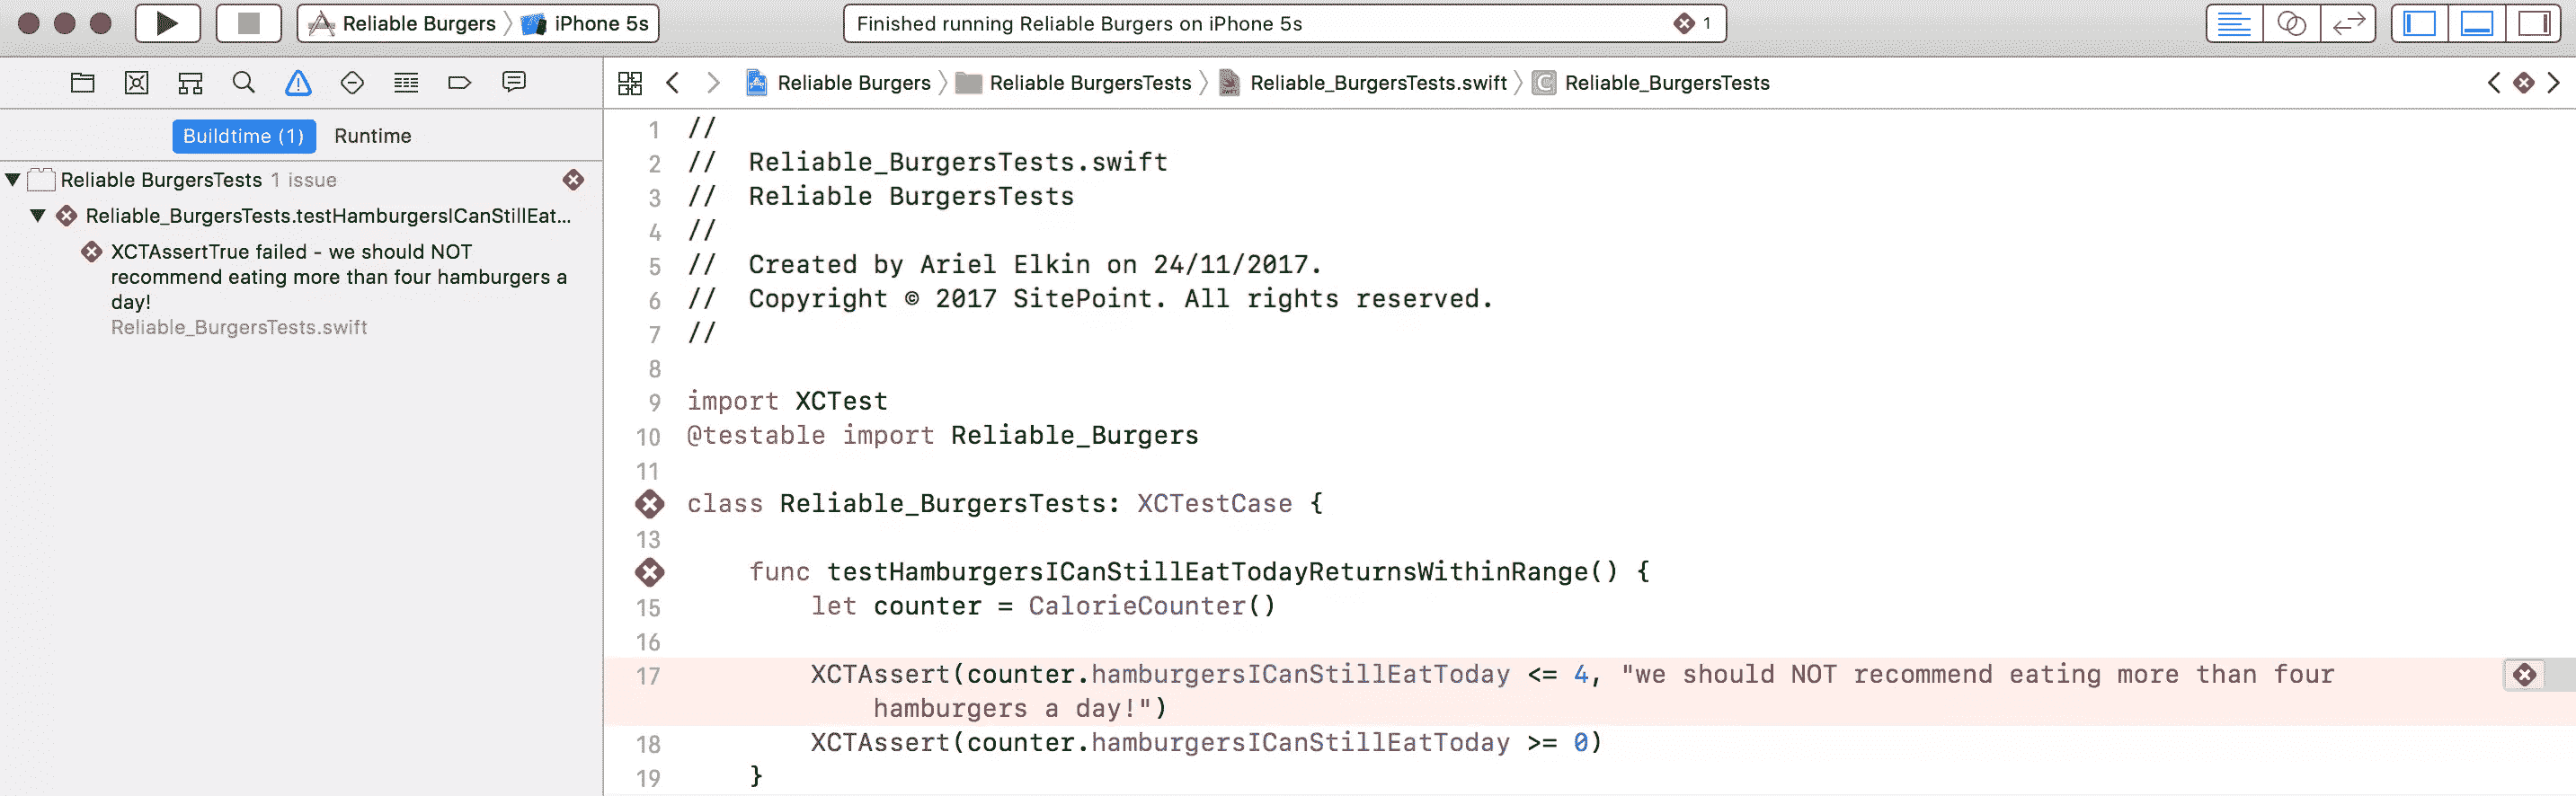 Reliable Burgers iPhone 5s
Finished running Reliable Burgers on iPhone 5s 1
Buildtime (1) Runtime
Reliable BurgersTests 1 issue
Reliable_BurgersTests.testHamburgersICanStillEat...
XCTAssertTrue failed - we should NOT
recommend eating more than four hamburgers a
day!
Reliable_BurgersTests.swift
Reliable Burgers Reliable BurgersTests Reliable_BurgersTests.swift C Reliable_BurgersTests
1 //
2 // Reliable_BurgersTests.swift
3 // Reliable BurgersTests
4 //
5 // Created by Ariel Elkin on 24/11/2017.
6 // Copyright © 2017 SitePoint. All rights reserved.
7 //
8
9 import XCTest
10 @testable import Reliable_Burgers
11
class Reliable_BurgersTests: XCTestCase {
13
func testHamburgersICanStillEatTodayReturnsWithinRange() {
15 let counter = CalorieCounter()
16
17 XCTAssert(counter.hamburgersICanStillEatToday <= 4, "we should NOT recommend eating more than four
hamburgers a day!")
18 XCTAssert(counter.hamburgersICanStillEatToday >= 0)
19 }